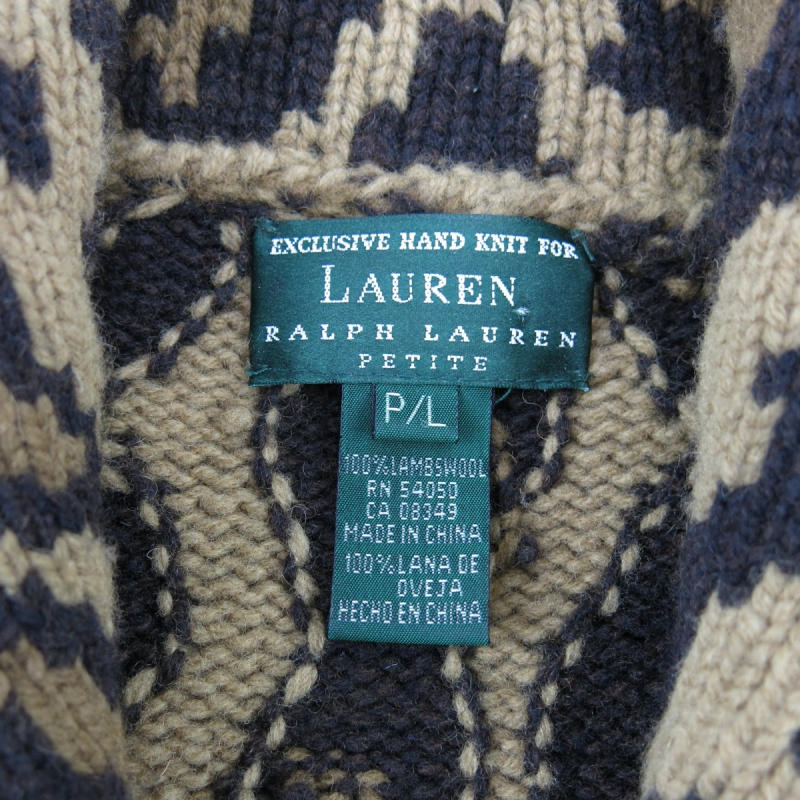 EXCLUSIVE HAND KNIT FOR
LAUREN
RALPH LAUREN
PETITE
P/L
100%LAMBSWOOL
RN 54050
CA 08349
MADE IN CHINA
100%LANA DE
OVEJA
HECHO EN CHINA